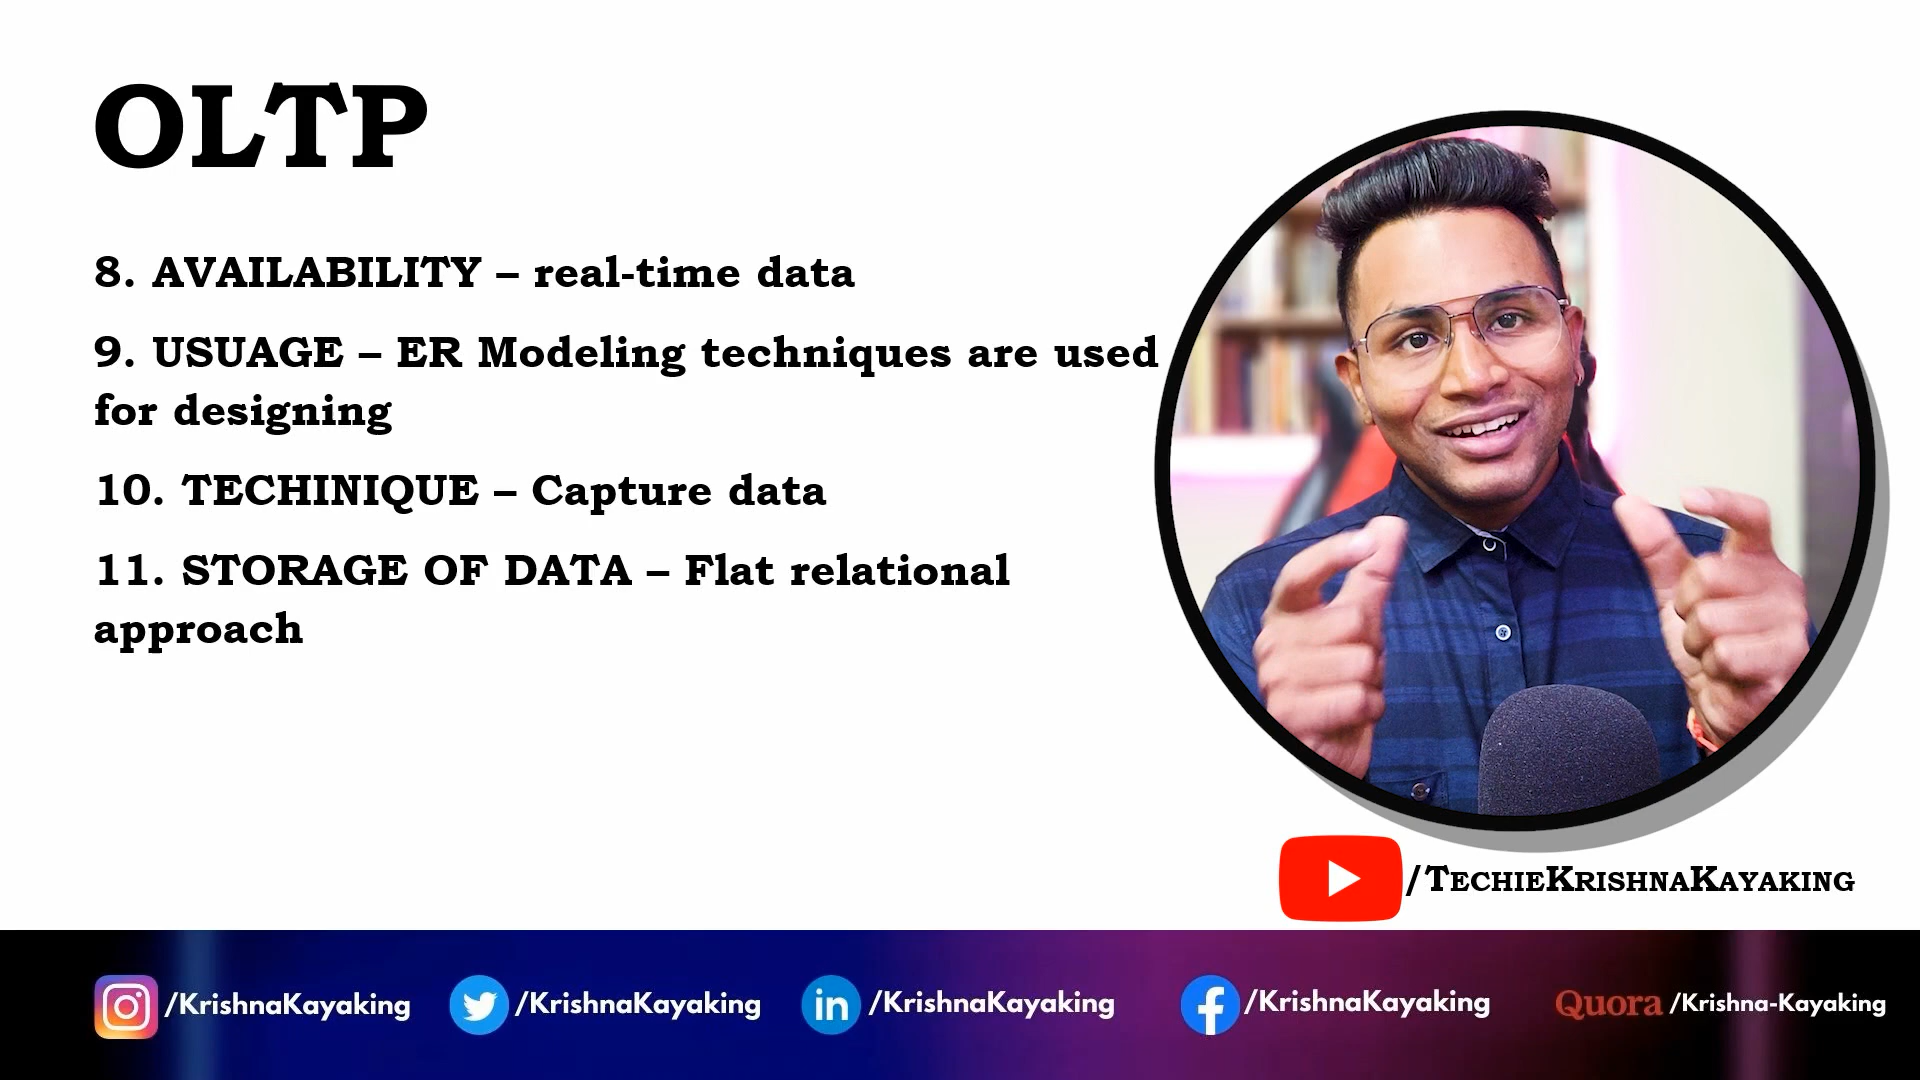 OLTP
8. AVAILABILITY – real-time data
9. USUAGE – ER Modeling techniques are used
for designing
10. TECHINIQUE – Capture data
11. STORAGE OF DATA – Flat relational
approach
/TECHIEKRISHNAKAYAKING
/KrishnaKayaking /KrishnaKayaking in /KrishnaKayaking /KrishnaKayaking Quora /Krishna-Kayaking